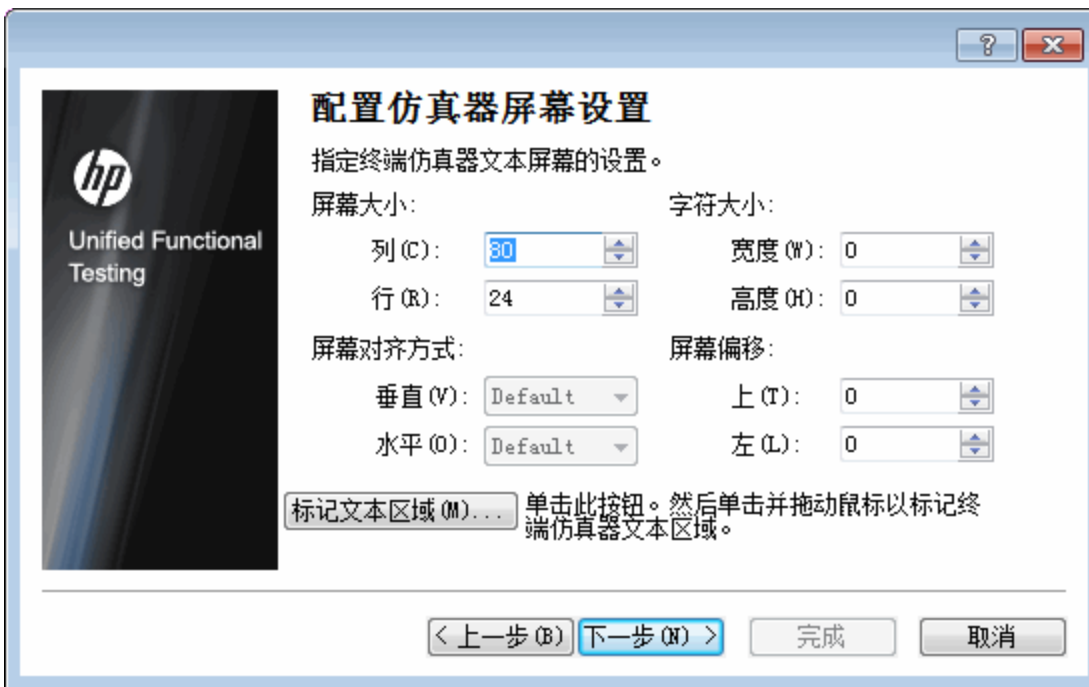 ?
配置仿真器屏幕设置
hp
Unified Functional
Testing
指定终端仿真器文本屏幕的设置。
屏幕大小:
字符大小:
列(C): 80
宽度(W): 0
行(R): 24
高度(H): 0
屏幕对齐方式:
屏幕偏移:
垂直(V): Default
上(T): 0
水平(O): Default
左(L): 0
标记文本区域(M)...
单击此按钮。然后单击并拖动鼠标以标记终
端仿真器文本区域。
< 上一步(B)
下一步(N) >
完成
取消